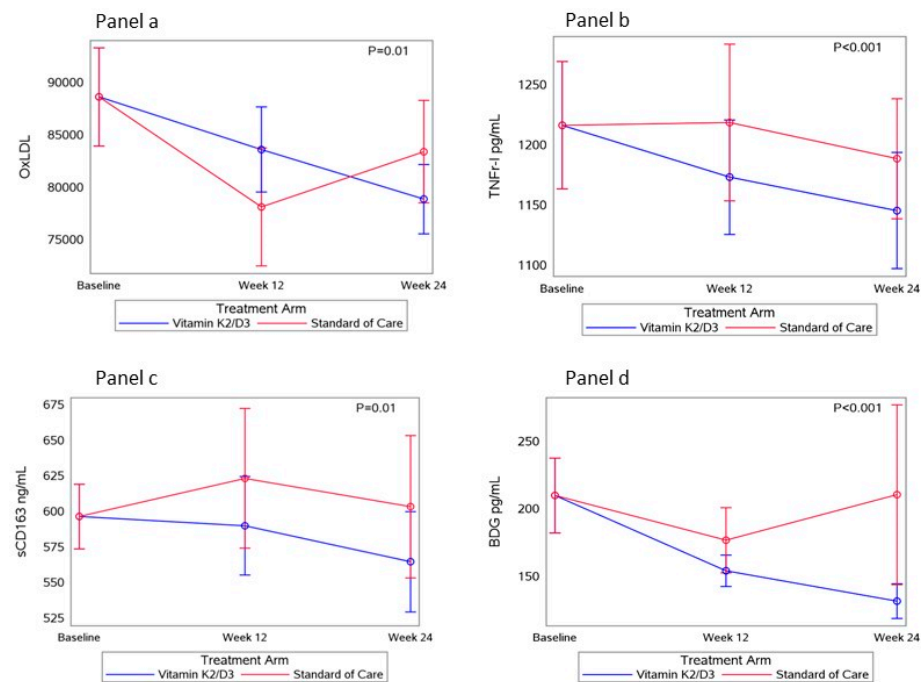 Panel a
P=0.01
90000
85000
80000
75000
OxLDL
Baseline Week 12 Week 24
Treatment Arm
Vitamin K2/D3 Standard of Care
Panel b
P<0.001
1250
1200
1150
1100
TNFr-I pg/mL
Baseline Week 12 Week 24
Treatment Arm
Vitamin K2/D3 Standard of Care
Panel c
P=0.01
675
650
625
600
575
550
525
sCD163 ng/mL
Baseline Week 12 Week 24
Treatment Arm
Vitamin K2/D3 Standard of Care
Panel d
P<0.001
250
200
150
BDG pg/mL
Baseline Week 12 Week 24
Treatment Arm
Vitamin K2/D3 Standard of Care